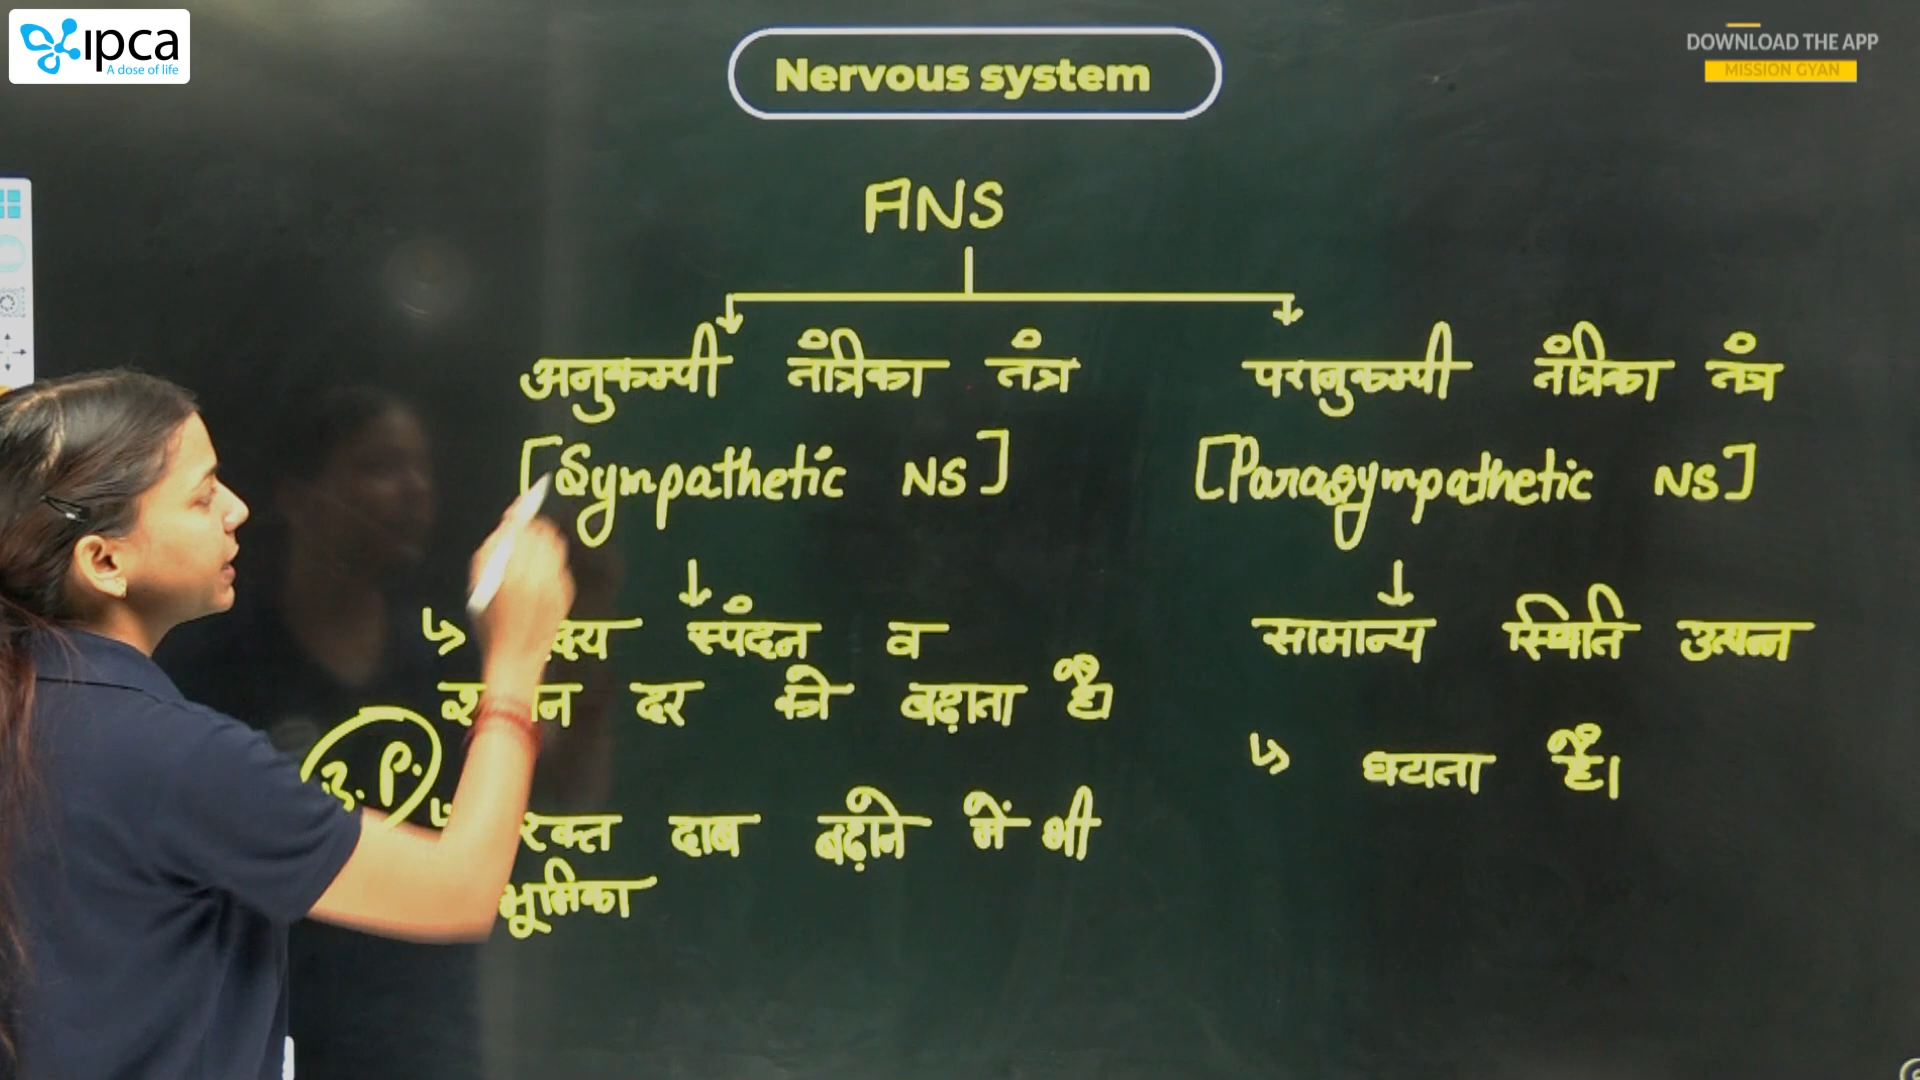 ipca
A dose of life
Nervous system
DOWNLOAD THE APP
MISSION GYAN
ANS
अनुकम्पी तंत्रिका तंत्र
परानुकम्पी तंत्रिका तंत्र
[Sympathetic NS]
[Parasympathetic NS]
स्पंदन व
दर को बढ़ाता है।
B.P.
रक्त दाब बढ़ाने में भी
भूमिका
सामान्य स्थिति उत्पन्न
घटाता है।